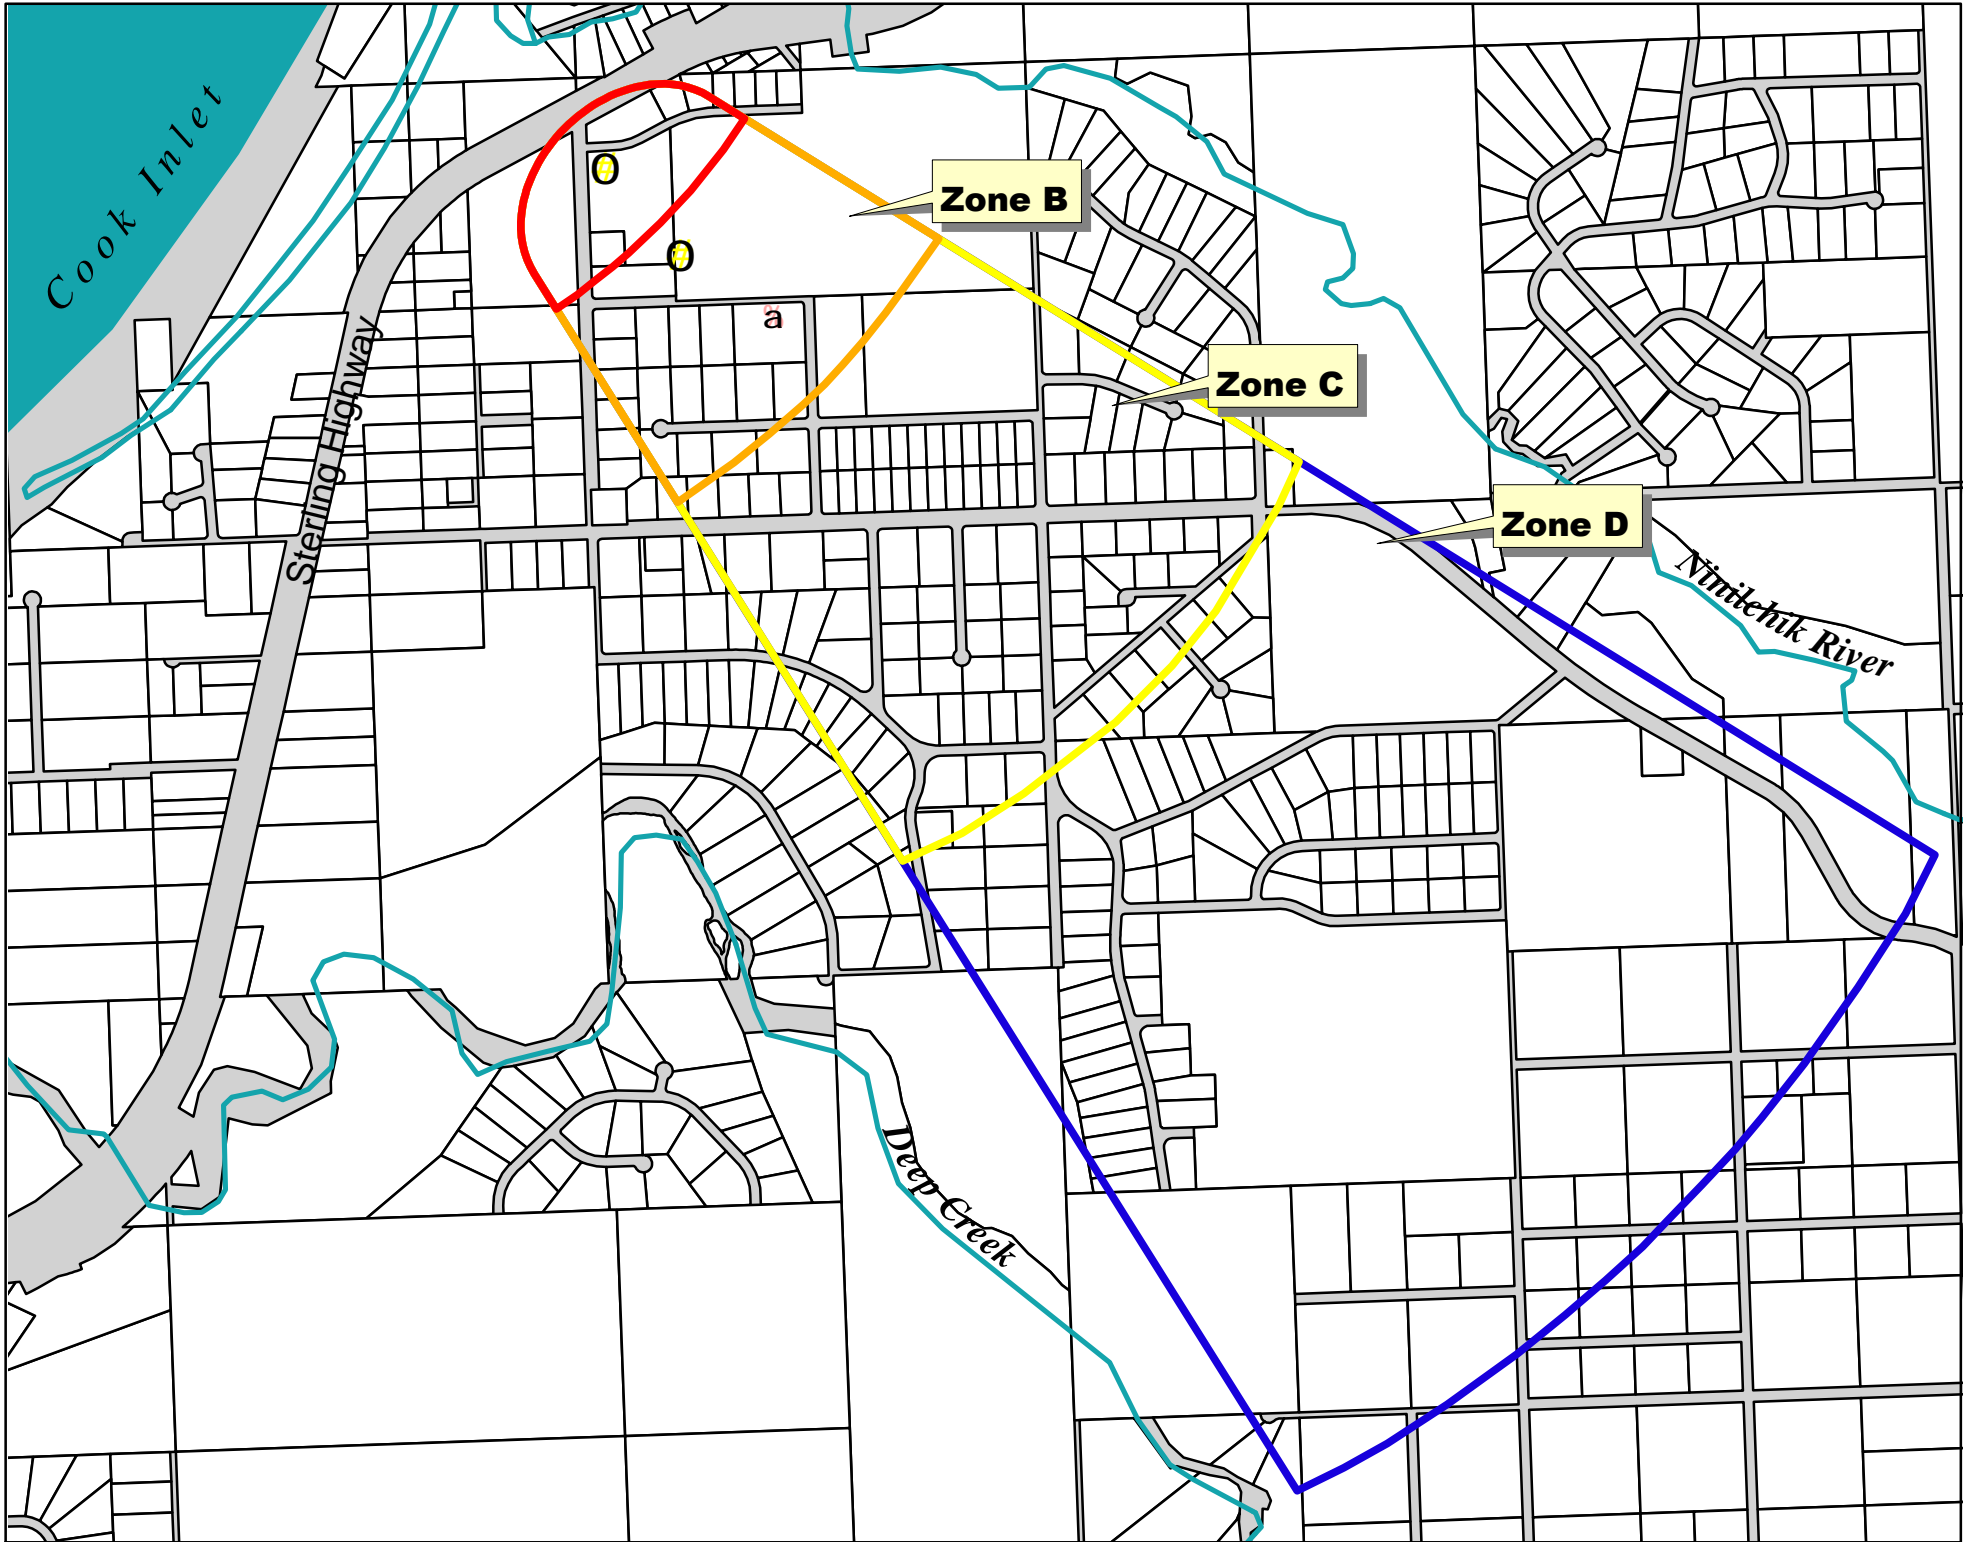 Cook Inlet
O
Zone B
O
a
Sterling Highway
Zone C
Zone D
Ninilchik River
Deep Creek